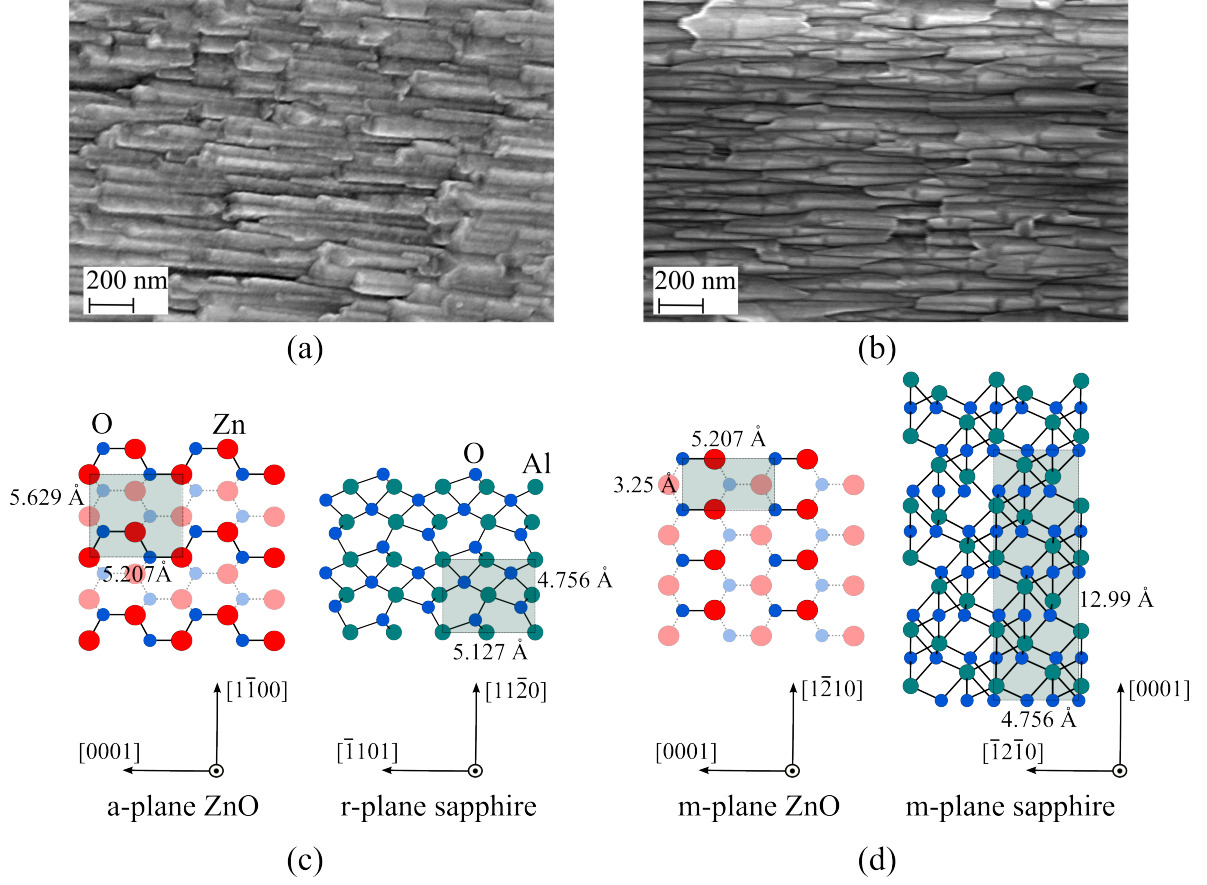 200 nm
200 nm
(a)
(b)
O
Zn
O
Al
5.629 Å
5.207Å
4.756 Å
5.127 Å
5.207 Å
3.25 Å
12.99 Å
4.756 Å
[11̄00]
[0001]
a-plane ZnO
[112̄0]
[1̄101]
r-plane sapphire
[12̄10]
[0001]
m-plane ZnO
[0001]
[1̄21̄0]
m-plane sapphire
(c)
(d)